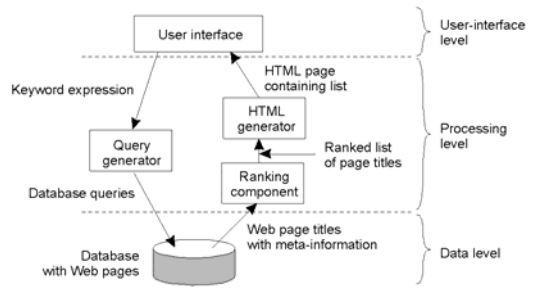 User interface
User-interface
level
HTML page
containing list
Keyword expression
HTML
generator
Processing
level
Query
generator
Ranked list
of page titles
Ranking
component
Database queries
Web page titles
with meta-information
Database
with Web pages
Data level